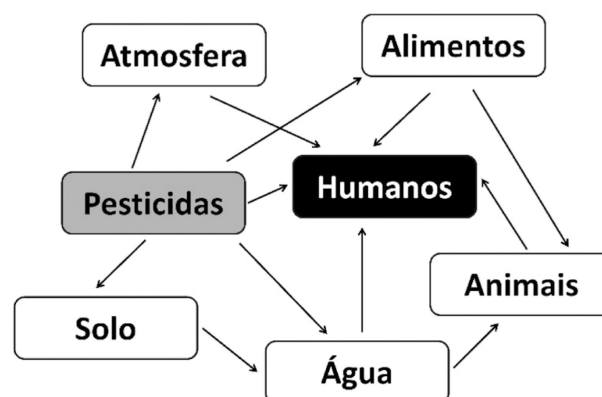 Atmosfera
Alimentos
Pesticidas
Humanos
Animais
Solo
Água